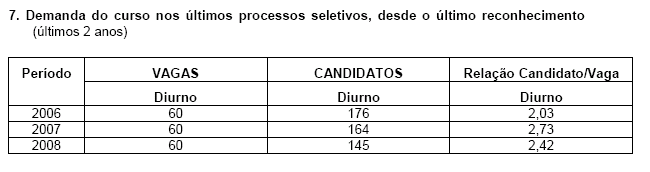 7. Demanda do curso nos últimos processos seletivos, desde o último reconhecimento
(últimos 2 anos)
Período VAGAS CANDIDATOS Relação Candidato/Vaga
Diurno Diurno Diurno
2006 60 176 2,03
2007 60 164 2,73
2008 60 145 2,42